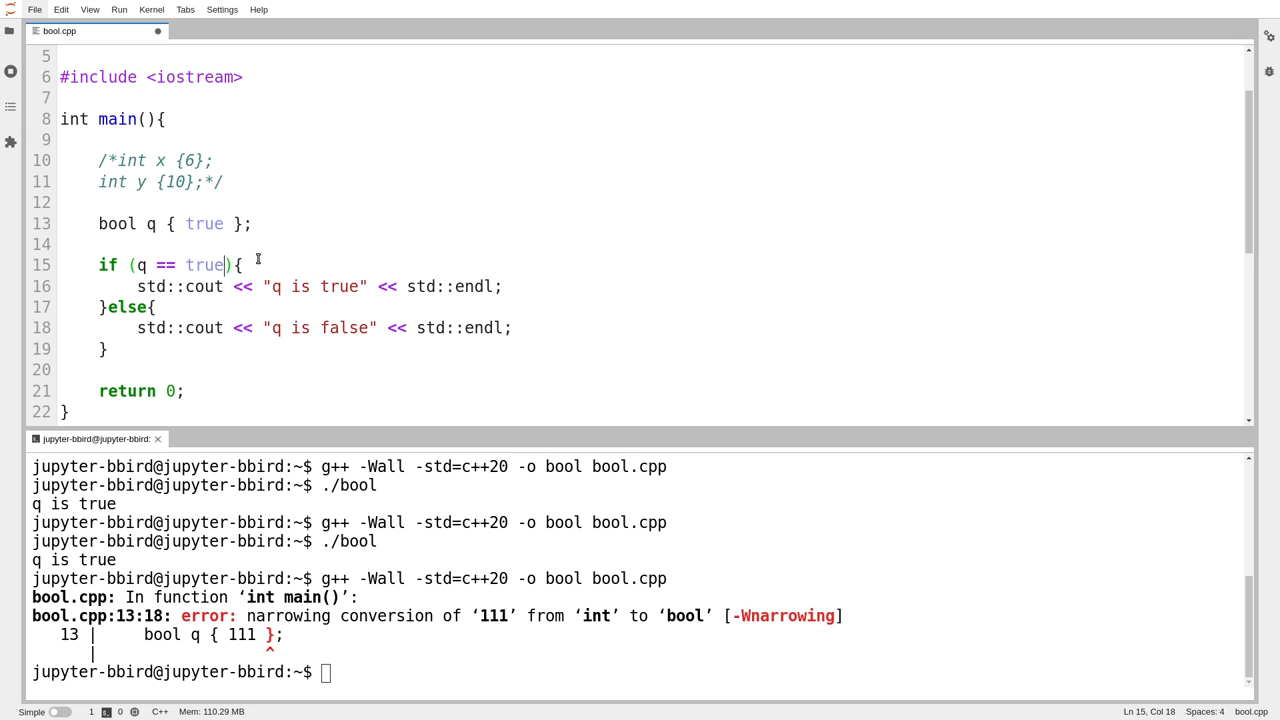 File Edit View Run Kernel Tabs Settings Help
bool.cpp
5
6 #include <iostream>
7
8 int main(){
9
10     /*int x {6};
11     int y {10};*/
12
13     bool q { true };
14
15     if (q == true){
16         std::cout << "q is true" << std::endl;
17     }else{
18         std::cout << "q is false" << std::endl;
19     }
20
21     return 0;
22 }
jupyter-bbird@jupyter-bbird:
jupyter-bbird@jupyter-bbird:~$ g++ -Wall -std=c++20 -o bool bool.cpp
jupyter-bbird@jupyter-bbird:~$ ./bool
q is true
jupyter-bbird@jupyter-bbird:~$ g++ -Wall -std=c++20 -o bool bool.cpp
jupyter-bbird@jupyter-bbird:~$ ./bool
q is true
jupyter-bbird@jupyter-bbird:~$ g++ -Wall -std=c++20 -o bool bool.cpp
bool.cpp: In function ‘int main()’:
bool.cpp:13:18: error: narrowing conversion of ‘111’ from ‘int’ to ‘bool’ [-Wnarrowing]
   13 |     bool q { 111 };
      |                  ^
jupyter-bbird@jupyter-bbird:~$
Simple 1 0 C++ Mem: 110.29 MB Ln 15, Col 18 Spaces: 4 bool.cpp